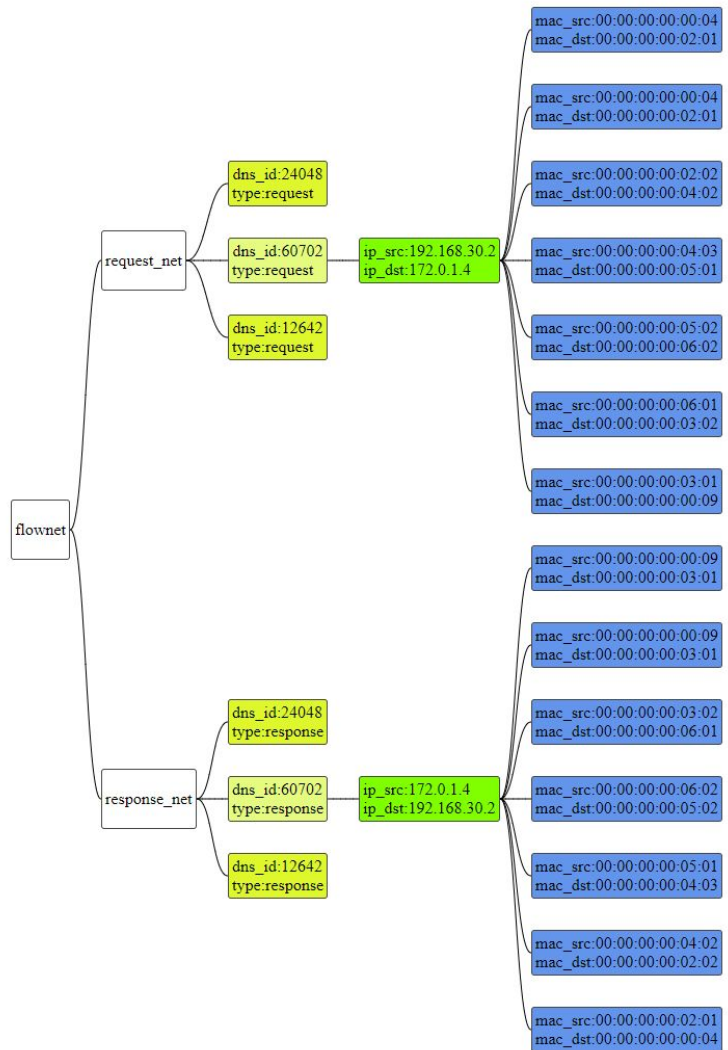 flownet
request_net
dns_id:24048
type:request
dns_id:60702
type:request
dns_id:12642
type:request
ip_src:192.168.30.2
ip_dst:172.0.1.4
mac_src:00:00:00:00:00:04
mac_dst:00:00:00:00:02:01
mac_src:00:00:00:00:00:04
mac_dst:00:00:00:00:02:01
mac_src:00:00:00:00:02:02
mac_dst:00:00:00:00:04:02
mac_src:00:00:00:00:04:03
mac_dst:00:00:00:00:05:01
mac_src:00:00:00:00:05:02
mac_dst:00:00:00:00:06:02
mac_src:00:00:00:00:06:01
mac_dst:00:00:00:00:03:02
mac_src:00:00:00:00:03:01
mac_dst:00:00:00:00:00:09
response_net
dns_id:24048
type:response
dns_id:60702
type:response
dns_id:12642
type:response
ip_src:172.0.1.4
ip_dst:192.168.30.2
mac_src:00:00:00:00:00:09
mac_dst:00:00:00:00:03:01
mac_src:00:00:00:00:00:09
mac_dst:00:00:00:00:03:01
mac_src:00:00:00:00:03:02
mac_dst:00:00:00:00:06:01
mac_src:00:00:00:00:06:02
mac_dst:00:00:00:00:05:02
mac_src:00:00:00:00:05:01
mac_dst:00:00:00:00:04:03
mac_src:00:00:00:00:04:02
mac_dst:00:00:00:00:02:02
mac_src:00:00:00:00:02:01
mac_dst:00:00:00:00:00:04